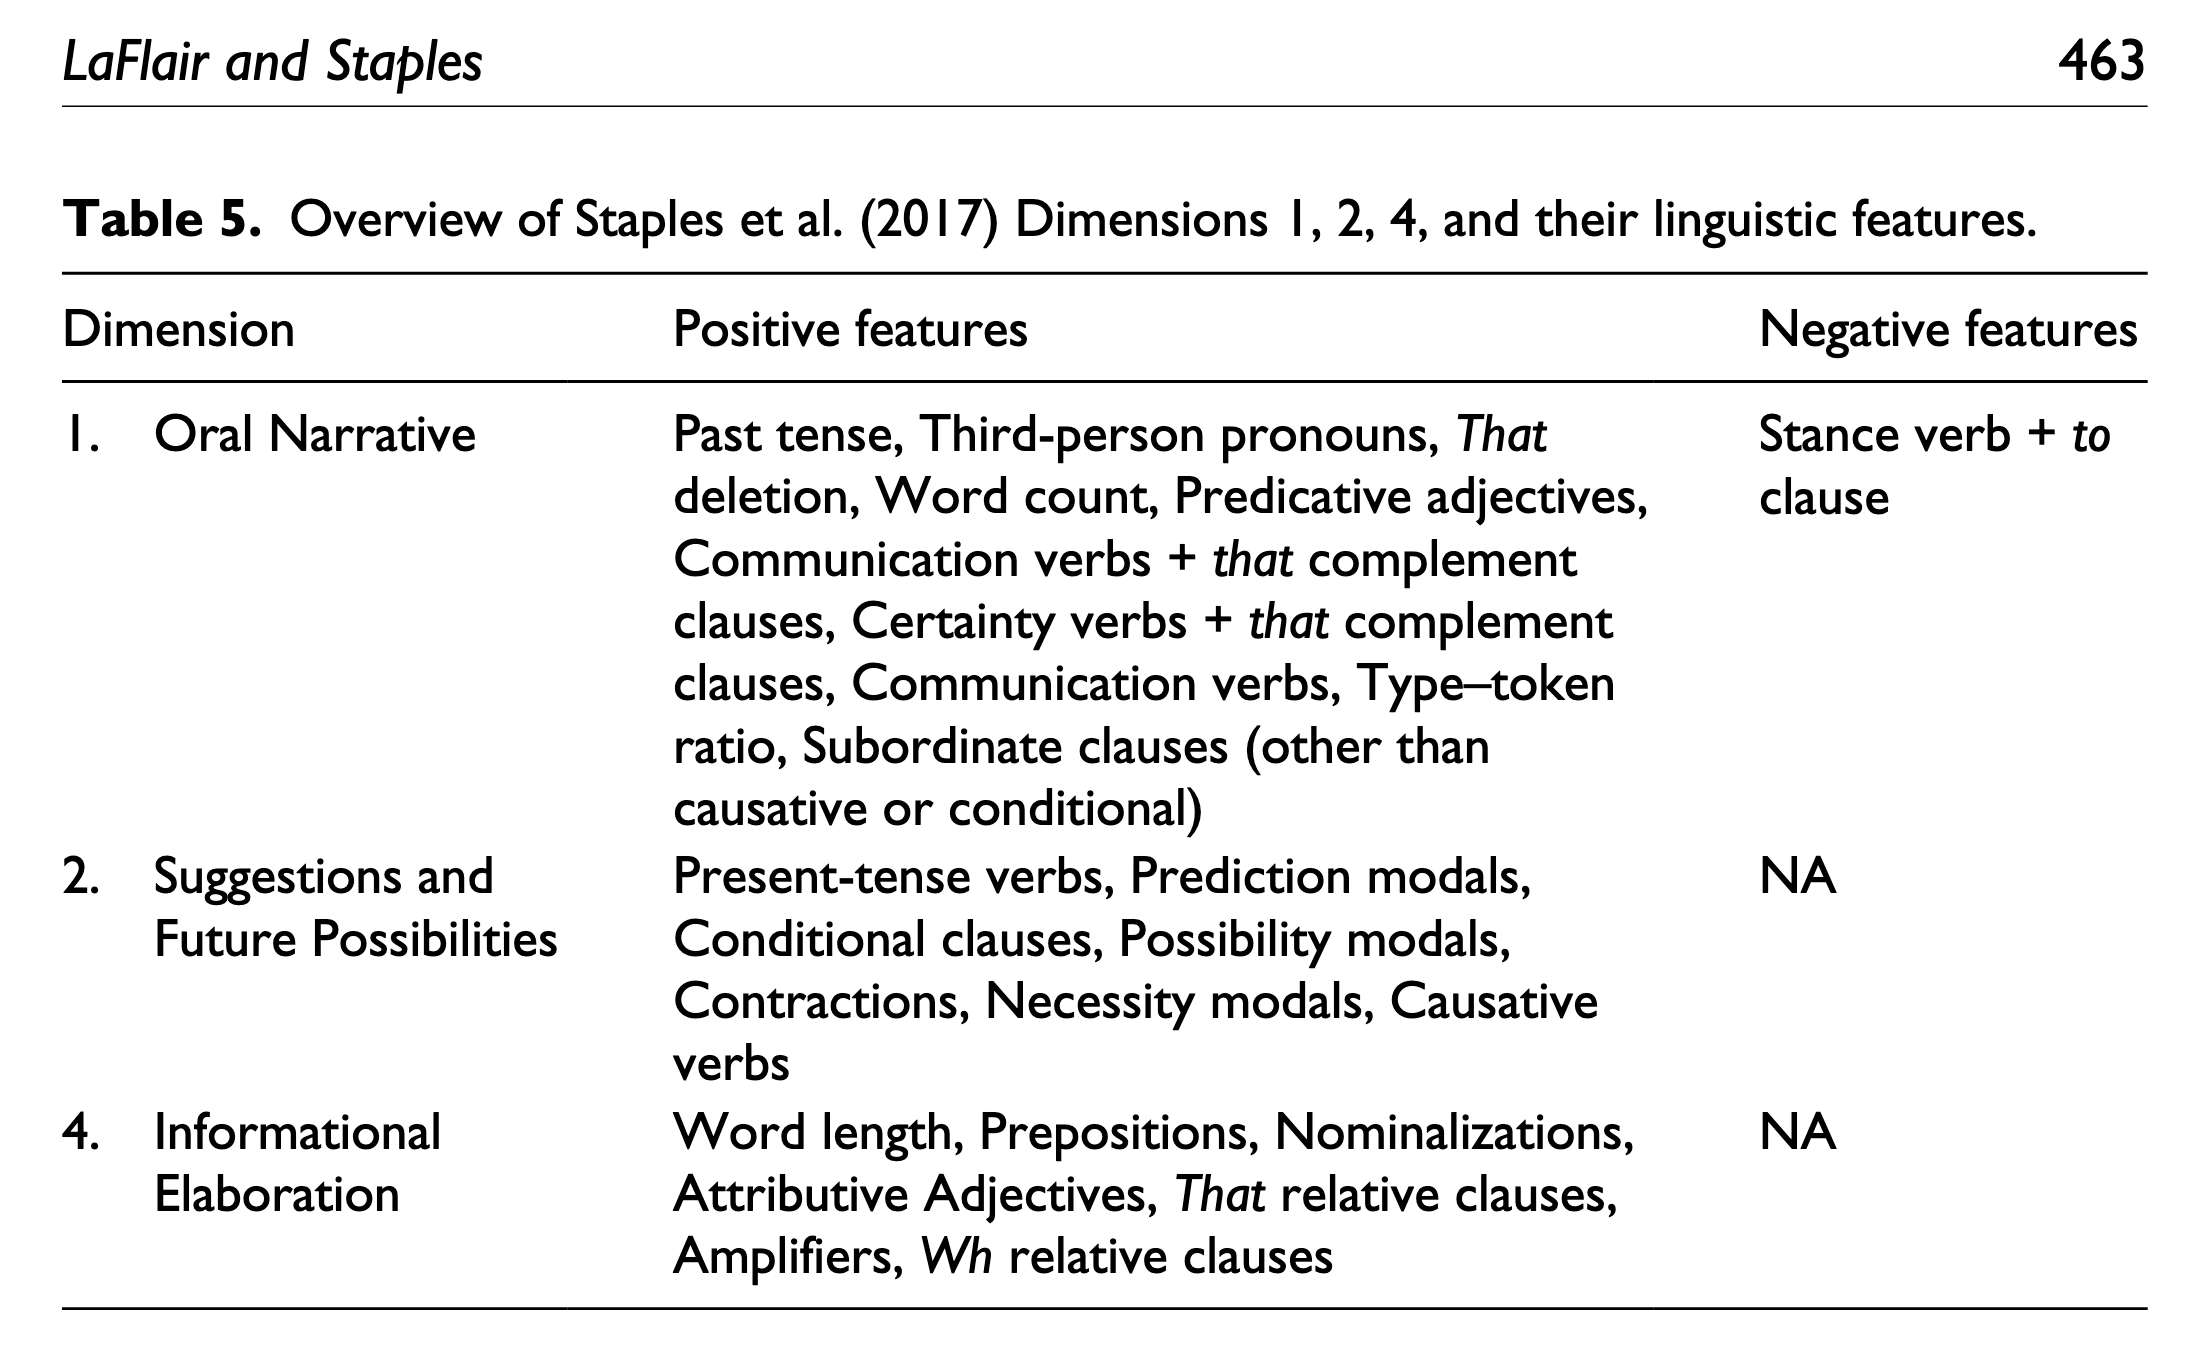 LaFlair and Staples 463
Table 5. Overview of Staples et al. (2017) Dimensions 1, 2, 4, and their linguistic features.
Dimension Positive features Negative features
1. Oral Narrative Past tense, Third-person pronouns, That Stance verb + to
deletion, Word count, Predicative adjectives, clause
Communication verbs + that complement
clauses, Certainty verbs + that complement
clauses, Communication verbs, Type–token
ratio, Subordinate clauses (other than
causative or conditional)
2. Suggestions and Present-tense verbs, Prediction modals, NA
Future Possibilities Conditional clauses, Possibility modals,
Contractions, Necessity modals, Causative
verbs
4. Informational Word length, Prepositions, Nominalizations, NA
Elaboration Attributive Adjectives, That relative clauses,
Amplifiers, Wh relative clauses